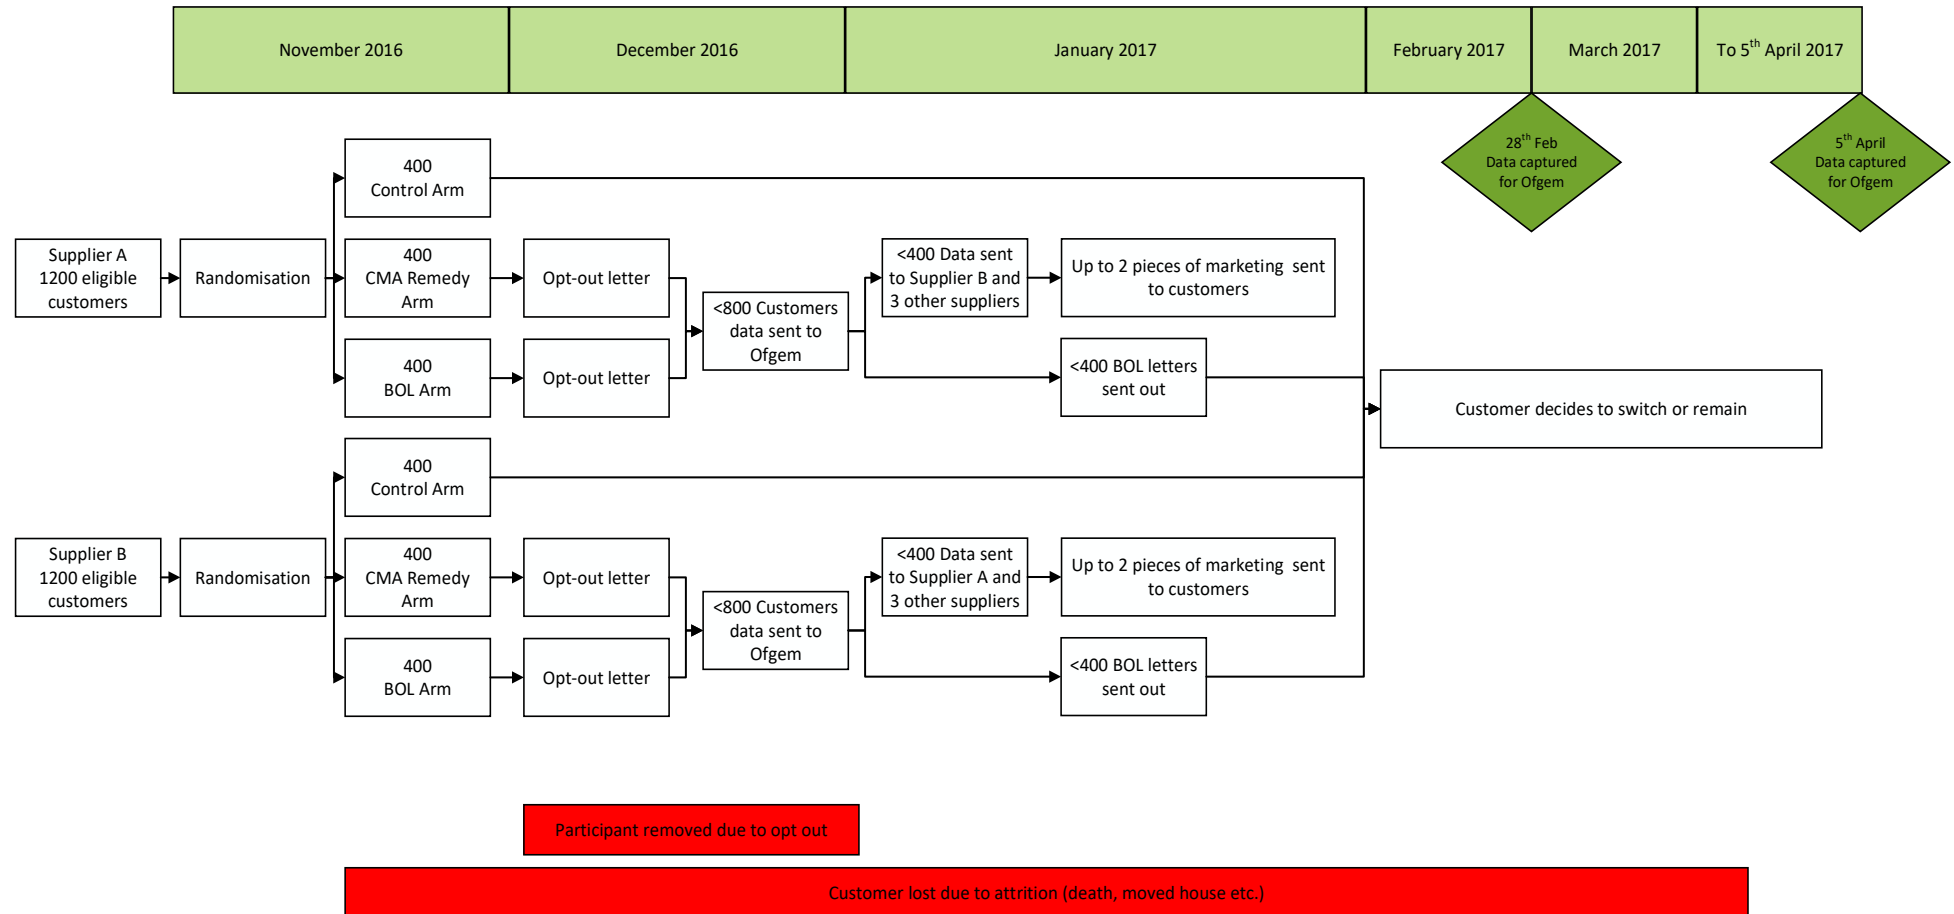 November 2016
December 2016
January 2017
February 2017
March 2017
To 5th April 2017
28th Feb
Data captured
for Ofgem
5th April
Data captured
for Ofgem
Supplier A
1200 eligible
customers
Randomisation
400
Control Arm
400
CMA Remedy
Arm
400
BOL Arm
Opt-out letter
Opt-out letter
<800 Customers
data sent to
Ofgem
<400 Data sent
to Supplier B and
3 other suppliers
Up to 2 pieces of marketing sent
to customers
<400 BOL letters
sent out
Customer decides to switch or remain
Supplier B
1200 eligible
customers
Randomisation
400
Control Arm
400
CMA Remedy
Arm
400
BOL Arm
Opt-out letter
Opt-out letter
<800 Customers
data sent to
Ofgem
<400 Data sent
to Supplier A and
3 other suppliers
Up to 2 pieces of marketing sent
to customers
<400 BOL letters
sent out
Participant removed due to opt out
Customer lost due to attrition (death, moved house etc.)